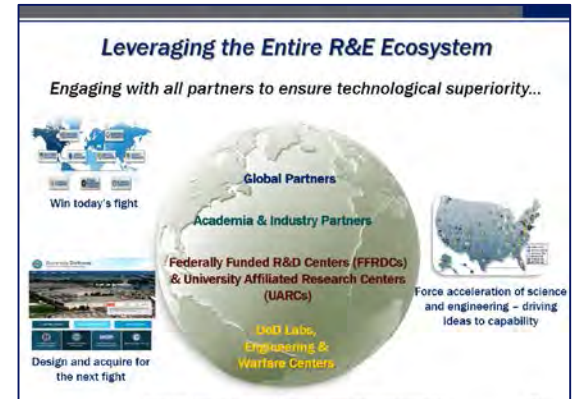 Leveraging the Entire R&E Ecosystem
Engaging with all partners to ensure technological superiority...
Win today's fight
Global Partners
Academia & Industry Partners
Federally Funded R&D Centers (FFRDCs)
& University Affiliated Research Centers
(UARCs)
DoD Labs,
Engineering &
Warfare Centers
Design and acquire for
the next fight
Force acceleration of science
and engineering – driving
ideas to capability